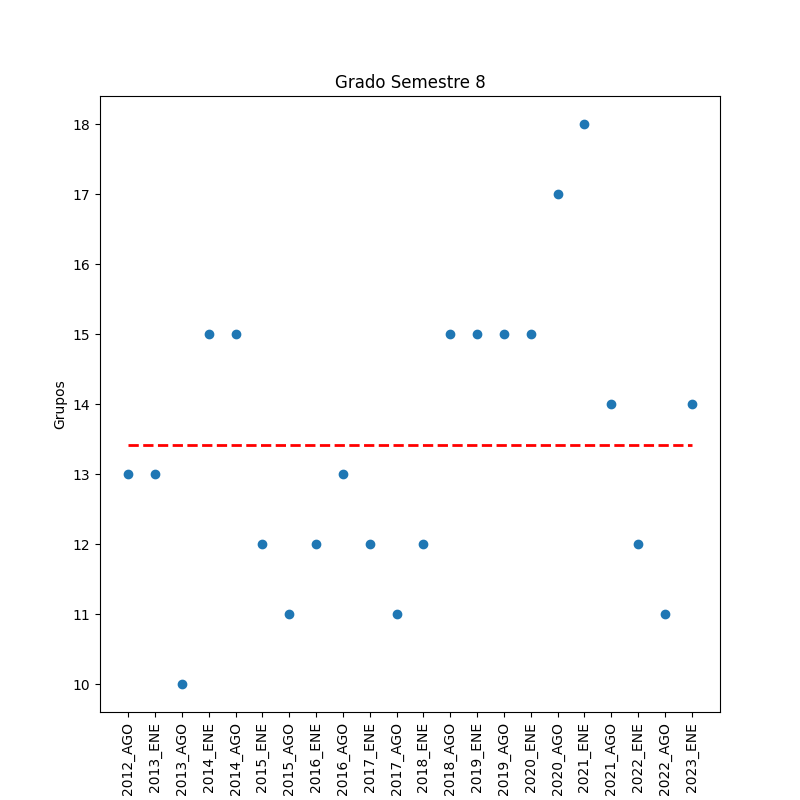 Grado Semestre 8
Grupos
18
17
16
15
14
13
12
11
10
2012_AGO
2013_ENE
2013_AGO
2014_ENE
2014_AGO
2015_ENE
2015_AGO
2016_ENE
2016_AGO
2017_ENE
2017_AGO
2018_ENE
2018_AGO
2019_ENE
2019_AGO
2020_ENE
2020_AGO
2021_ENE
2021_AGO
2022_ENE
2022_AGO
2023_ENE